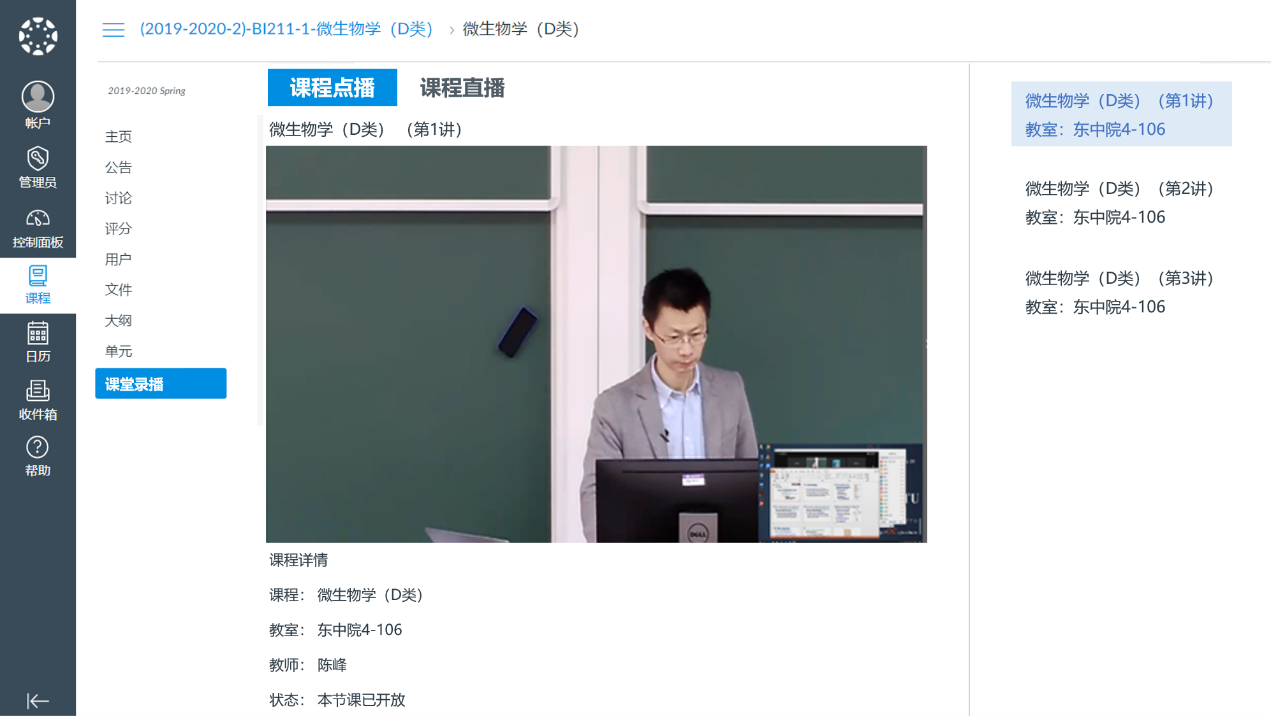 (2019-2020-2)-BI211-1-微生物学（D类） › 微生物学（D类）
帐户
管理员
控制面板
课程
日历
收件箱
帮助
2019-2020 Spring
主页
公告
讨论
评分
用户
文件
大纲
单元
课堂录播
课程点播 课程直播
微生物学（D类）（第1讲）
DELL
课程详情
课程： 微生物学（D类）
教室： 东中院4-106
教师： 陈峰
状态： 本节课已开放
微生物学（D类）（第1讲）
教室：东中院4-106
微生物学（D类）（第2讲）
教室：东中院4-106
微生物学（D类）（第3讲）
教室：东中院4-106